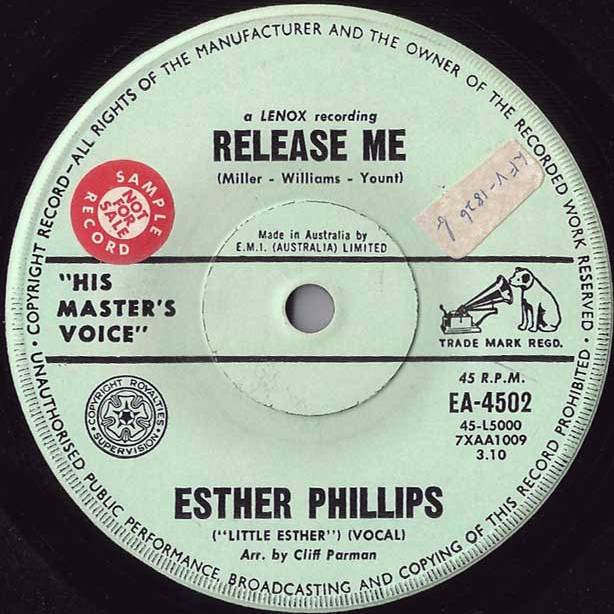 UNAUTHORISED PUBLIC PERFORMANCE, BROADCASTING AND COPYING OF THIS RECORD PROHIBITED • COPYRIGHT RECORD—ALL RIGHTS OF THE MANUFACTURER AND THE OWNER OF THE RECORDED WORK RESERVED •
a LENOX recording
RELEASE ME
(Miller - Williams - Yount)
SAMPLE
NOT
FOR
SALE
RECORD
Made in Australia by
E.M.I. (AUSTRALIA) LIMITED
"HIS
MASTER'S
VOICE"
TRADE MARK REGD.
COPYRIGHT ROYALTIES
SUPERVISION
45 R.P.M.
EA-4502
45-L5000
7XAA1009
3.10
ESTHER PHILLIPS
("LITTLE ESTHER") (VOCAL)
Arr. by Cliff Parman